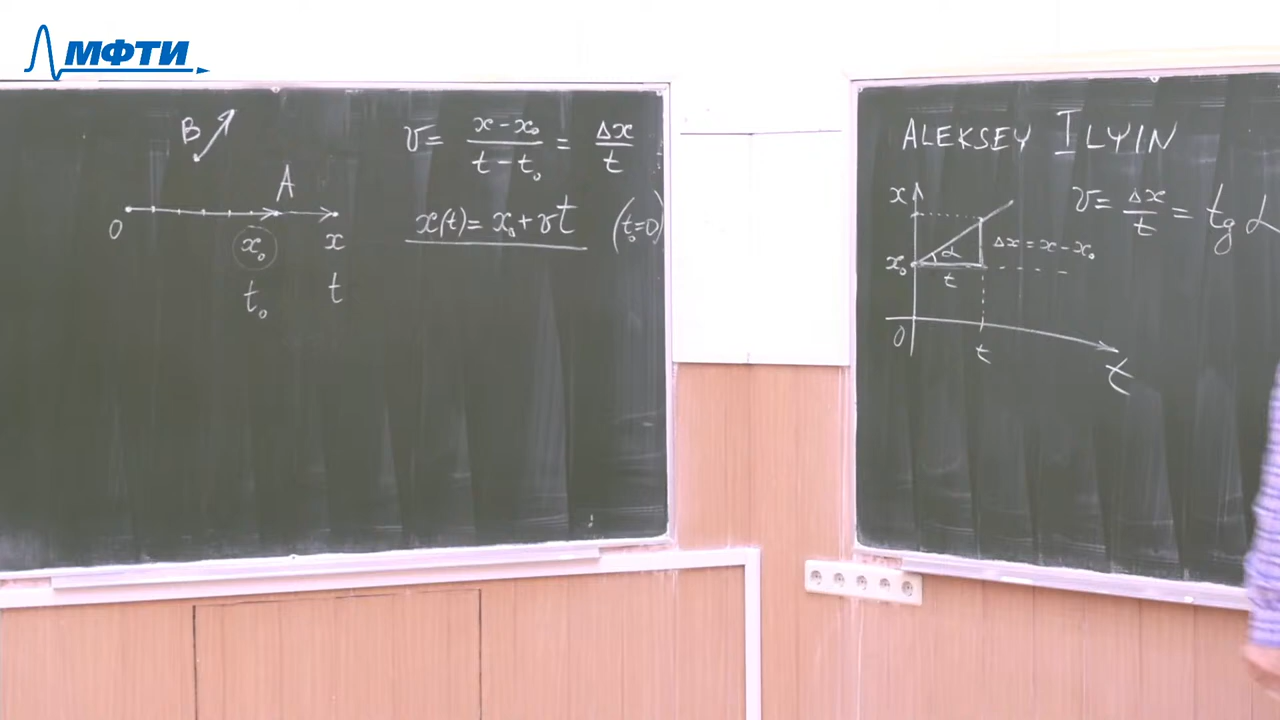 МФТИ
B
A
0
x₀
x
t₀
t
v = (x - x₀)/(t - t₀) = Δx/t =
x(t) = x₀ + vt (t₀=0)
ALEKSEY ILYIN
x
v = Δx/t = tg α
α
Δx = x - x₀
x₀
t
0
t
t